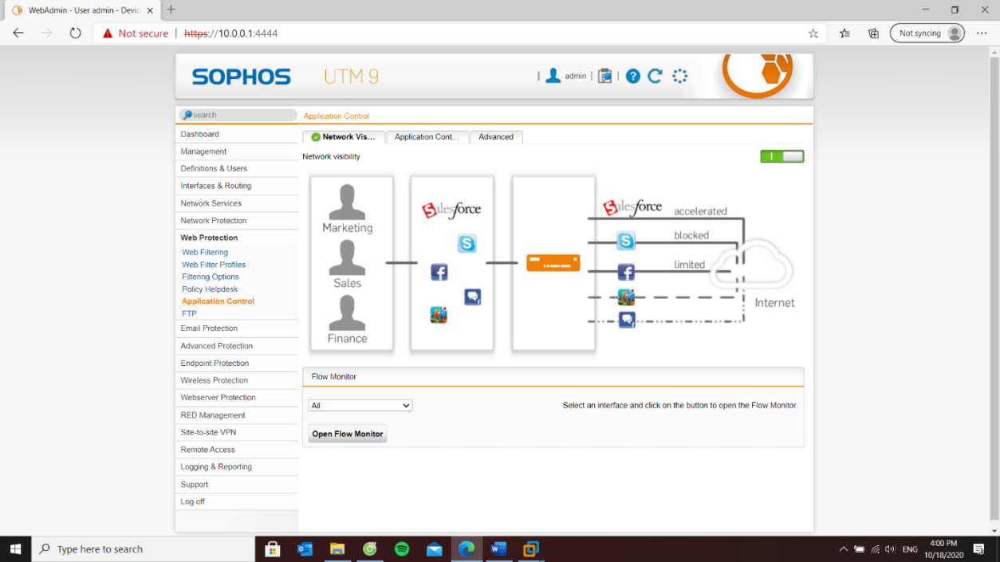 WebAdmin - User admin - Devic
Not secure | https://10.0.0.1:4444
Not syncing
SOPHOS UTM 9
| admin | |
search
Application Control
Dashboard
Management
Definitions & Users
Interfaces & Routing
Network Services
Network Protection
Web Protection
Web Filtering
Web Filter Profiles
Filtering Options
Policy Helpdesk
Application Control
FTP
Email Protection
Advanced Protection
Endpoint Protection
Wireless Protection
Webserver Protection
RED Management
Site-to-site VPN
Remote Access
Logging & Reporting
Support
Log off
Network Vis... Application Cont... Advanced
Network visibility
Marketing
Sales
Finance
Salesforce
Salesforce
accelerated
blocked
limited
Internet
Flow Monitor
All
Select an interface and click on the button to open the Flow Monitor.
Open Flow Monitor
Type here to search
ENG
4:00 PM
10/18/2020